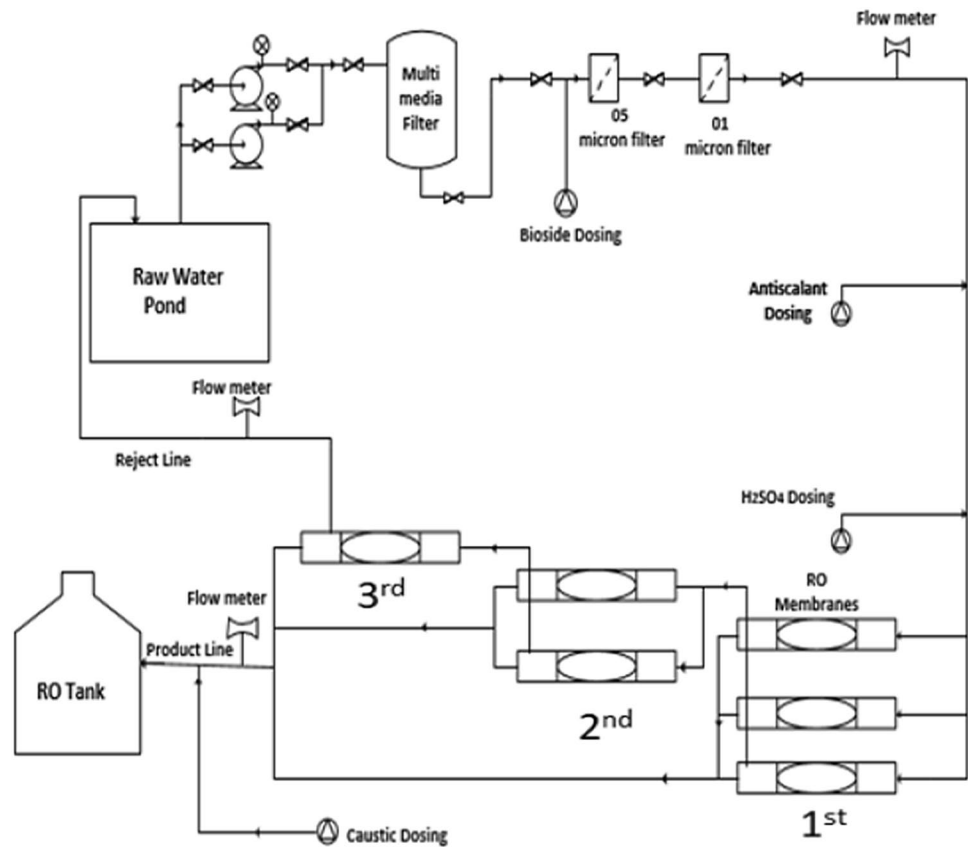 Flow meter
Multi
media
Filter
05
micron filter
01
micron filter
Bioside Dosing
Raw Water
Pond
Antiscalant
Dosing
Flow meter
Reject Line
H2SO4 Dosing
3rd
RO
Membranes
Flow meter
Product Line
RO Tank
2nd
1st
Caustic Dosing